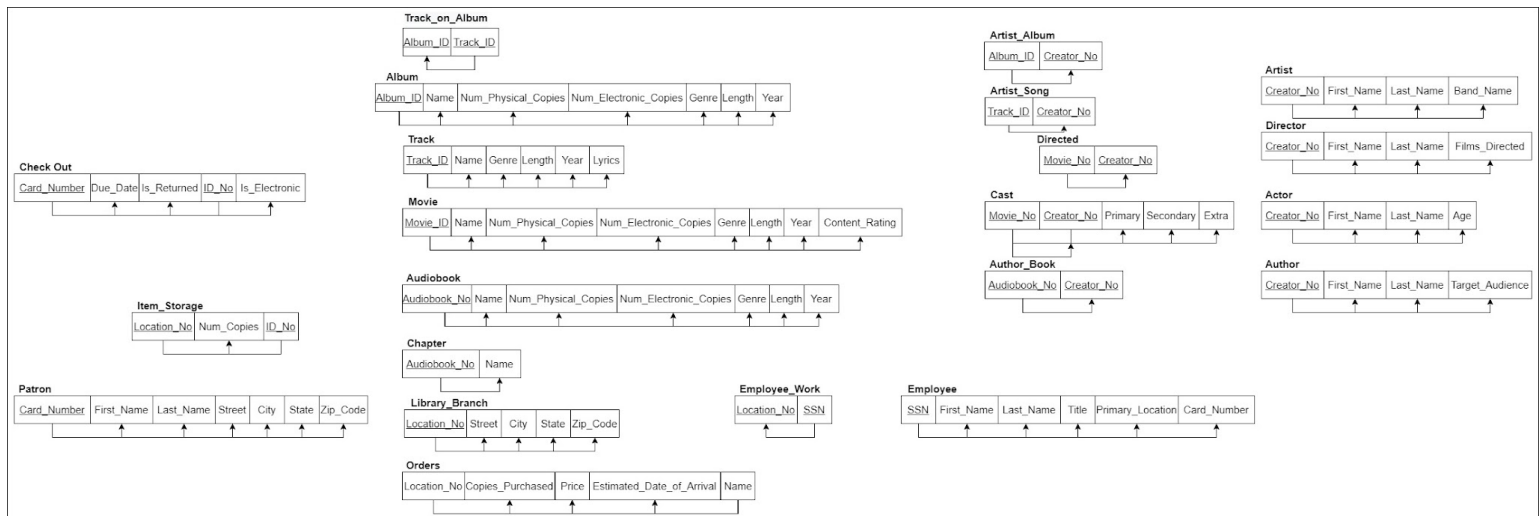 Track_on_Album
Album_ID Track_ID
Album
Album_ID Name Num_Physical_Copies Num_Electronic_Copies Genre Length Year
Track
Track_ID Name Genre Length Year Lyrics
Check Out
Card_Number Due_Date Is_Returned ID_No Is_Electronic
Movie
Movie_ID Name Num_Physical_Copies Num_Electronic_Copies Genre Length Year Content_Rating
Audiobook
Audiobook_No Name Num_Physical_Copies Num_Electronic_Copies Genre Length Year
Item_Storage
Location_No Num_Copies ID_No
Chapter
Audiobook_No Name
Patron
Card_Number First_Name Last_Name Street City State Zip_Code
Library_Branch
Location_No Street City State Zip_Code
Orders
Location_No Copies_Purchased Price Estimated_Date_of_Arrival Name
Employee_Work
Location_No SSN
Employee
SSN First_Name Last_Name Title Primary_Location Card_Number
Artist_Album
Album_ID Creator_No
Artist_Song
Track_ID Creator_No
Directed
Movie_No Creator_No
Cast
Movie_No Creator_No Primary Secondary Extra
Author_Book
Audiobook_No Creator_No
Artist
Creator_No First_Name Last_Name Band_Name
Director
Creator_No First_Name Last_Name Films_Directed
Actor
Creator_No First_Name Last_Name Age
Author
Creator_No First_Name Last_Name Target_Audience